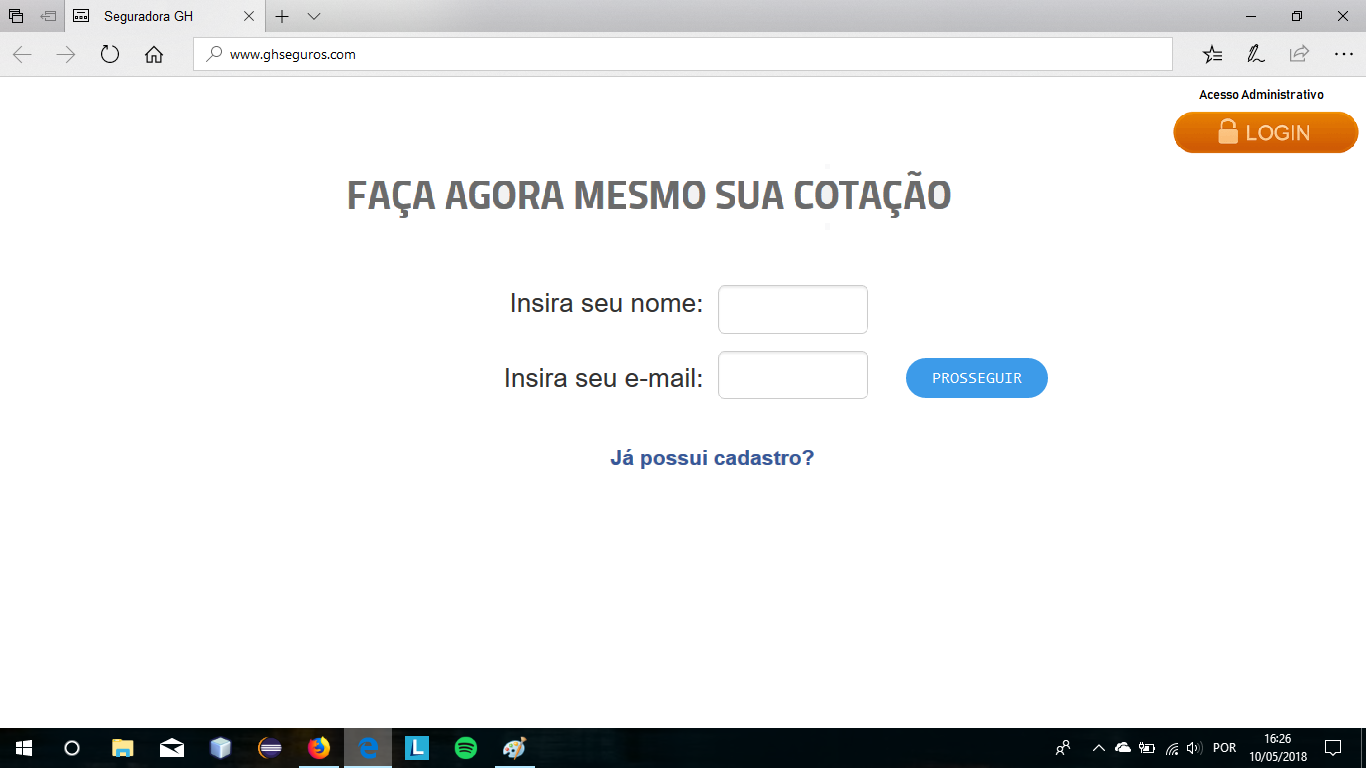 Seguradora GH
www.ghseguros.com
Acesso Administrativo
LOGIN
FAÇA AGORA MESMO SUA COTAÇÃO
Insira seu nome:
Insira seu e-mail:
PROSSEGUIR
Já possui cadastro?
L
POR
16:26
10/05/2018